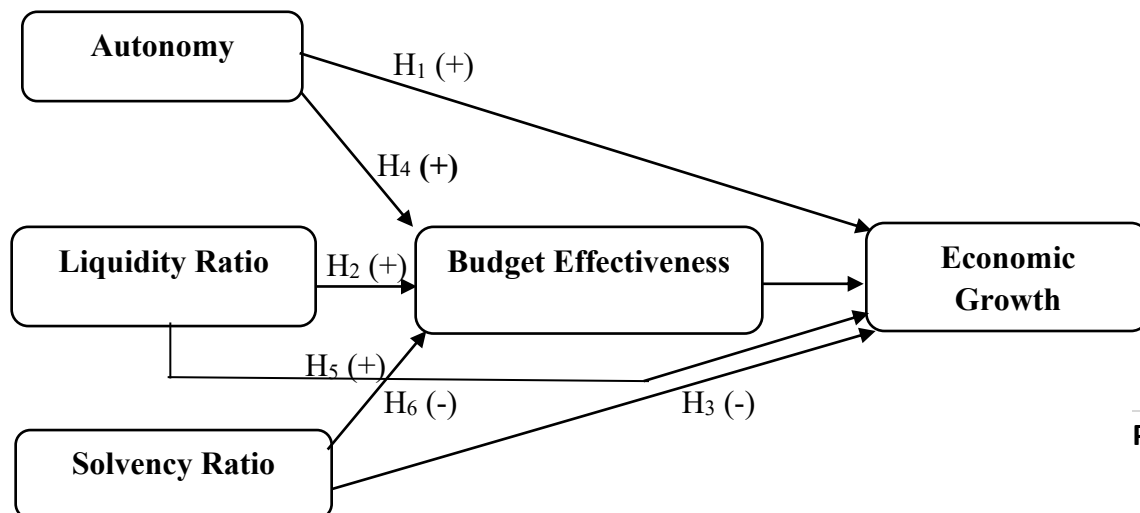 Autonomy
H₁ (+)
H₄ (+)
Liquidity Ratio
H₂ (+)
Budget Effectiveness
Economic
Growth
H₅ (+)
H₆ (-)
H₃ (-)
Solvency Ratio